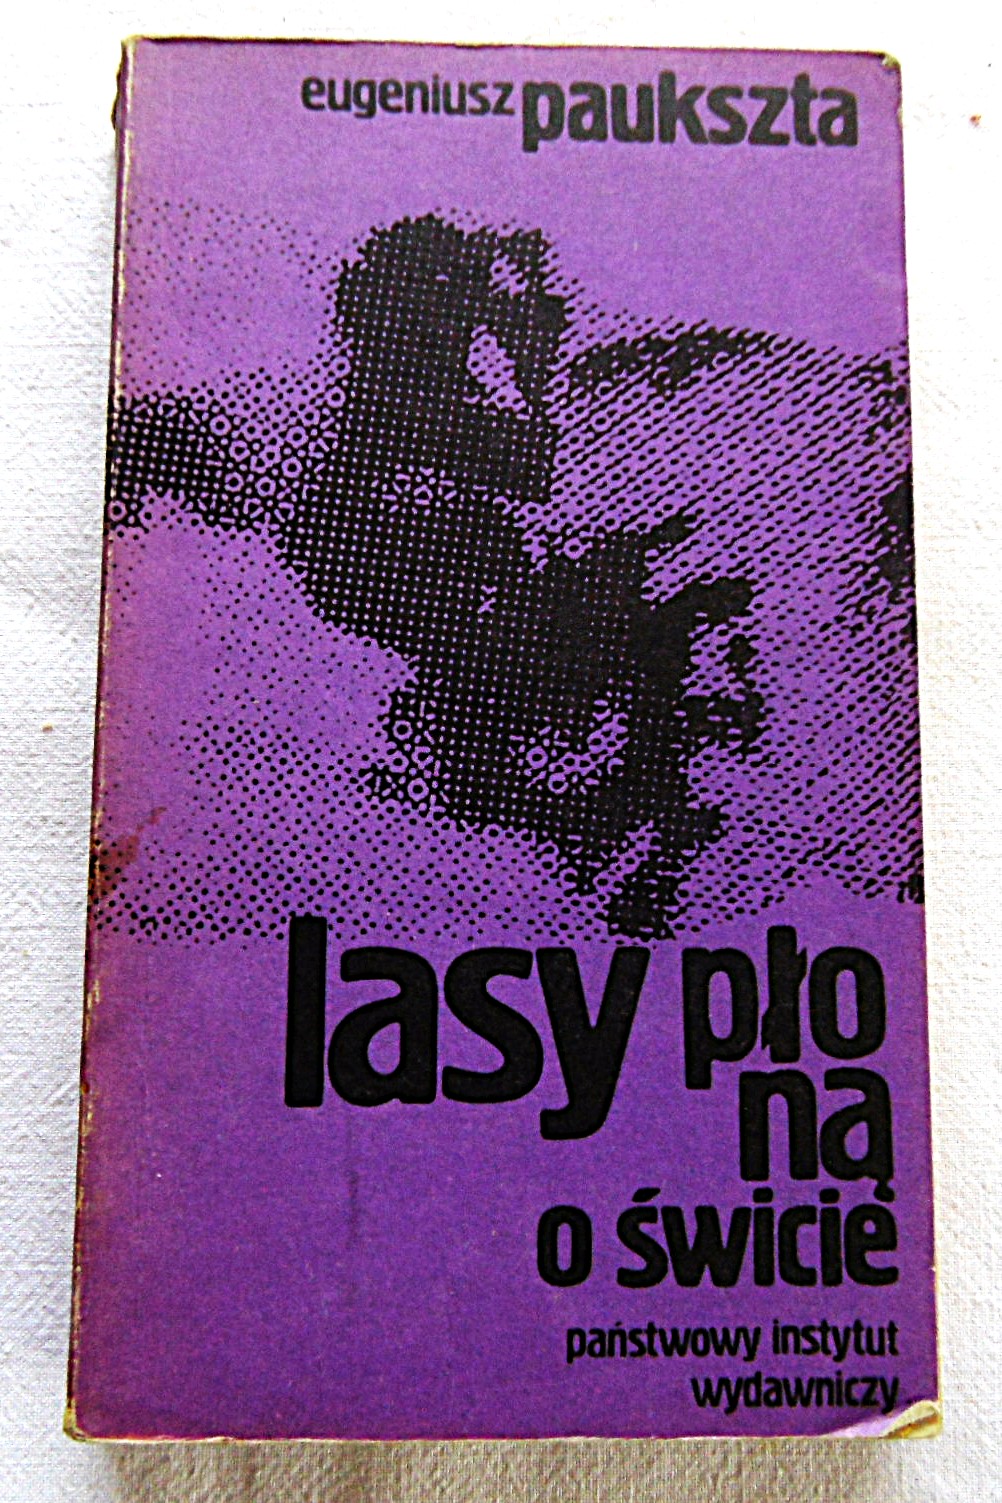 eugeniusz paukszta
lasy pło
ną
o świcie
państwowy instytut
wydawniczy